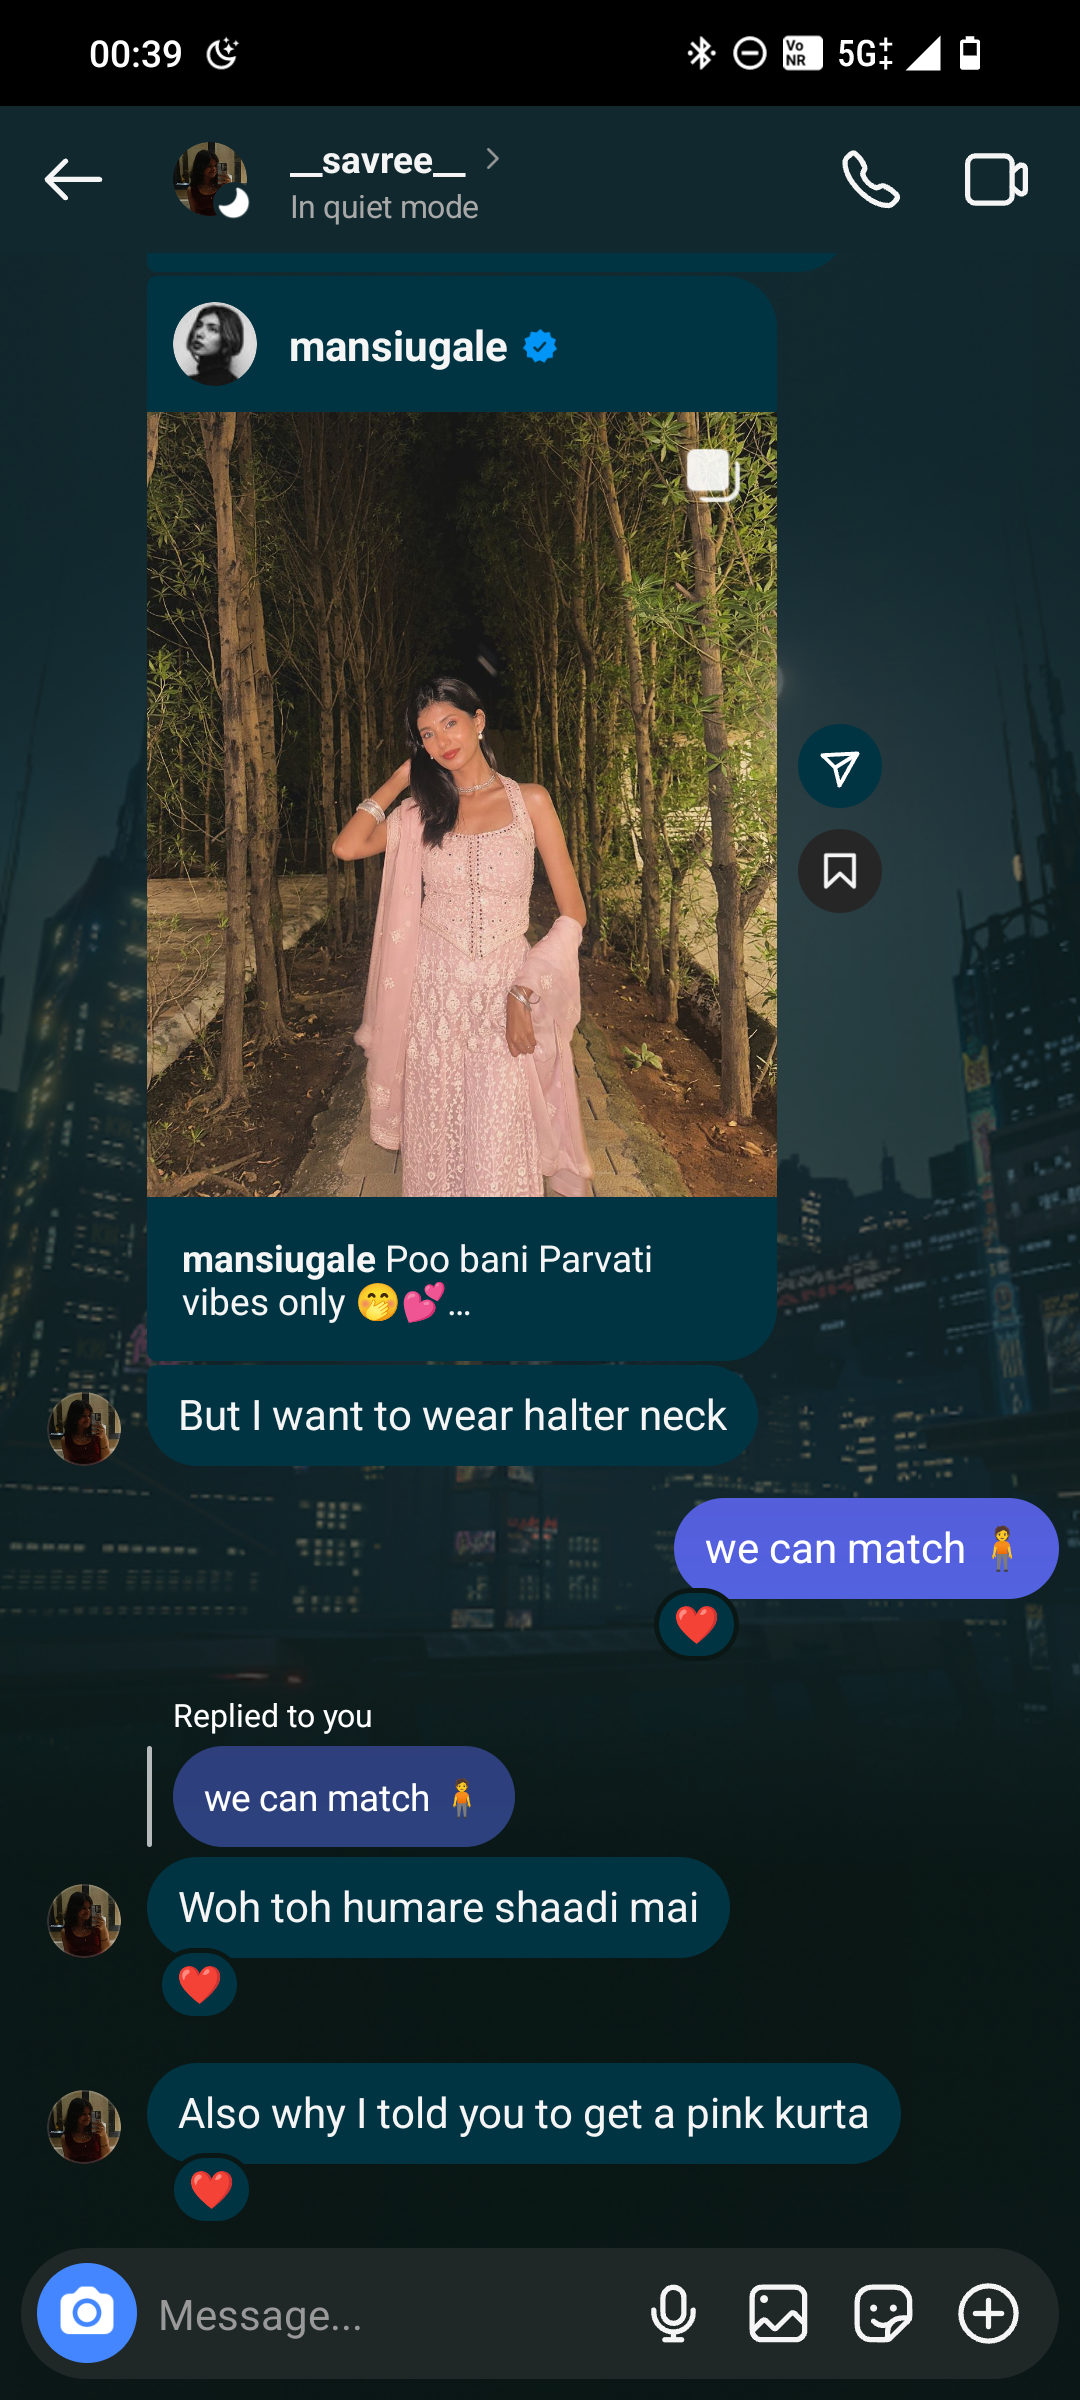 00:39
Vo
NR
5G++
__savree__
In quiet mode
mansiugale
mansiugale Poo bani Parvati
vibes only 🤭💕...
But I want to wear halter neck
we can match 🧍
❤️
Replied to you
we can match 🧍
Woh toh humare shaadi mai
❤️
Also why I told you to get a pink kurta
❤️
Message...